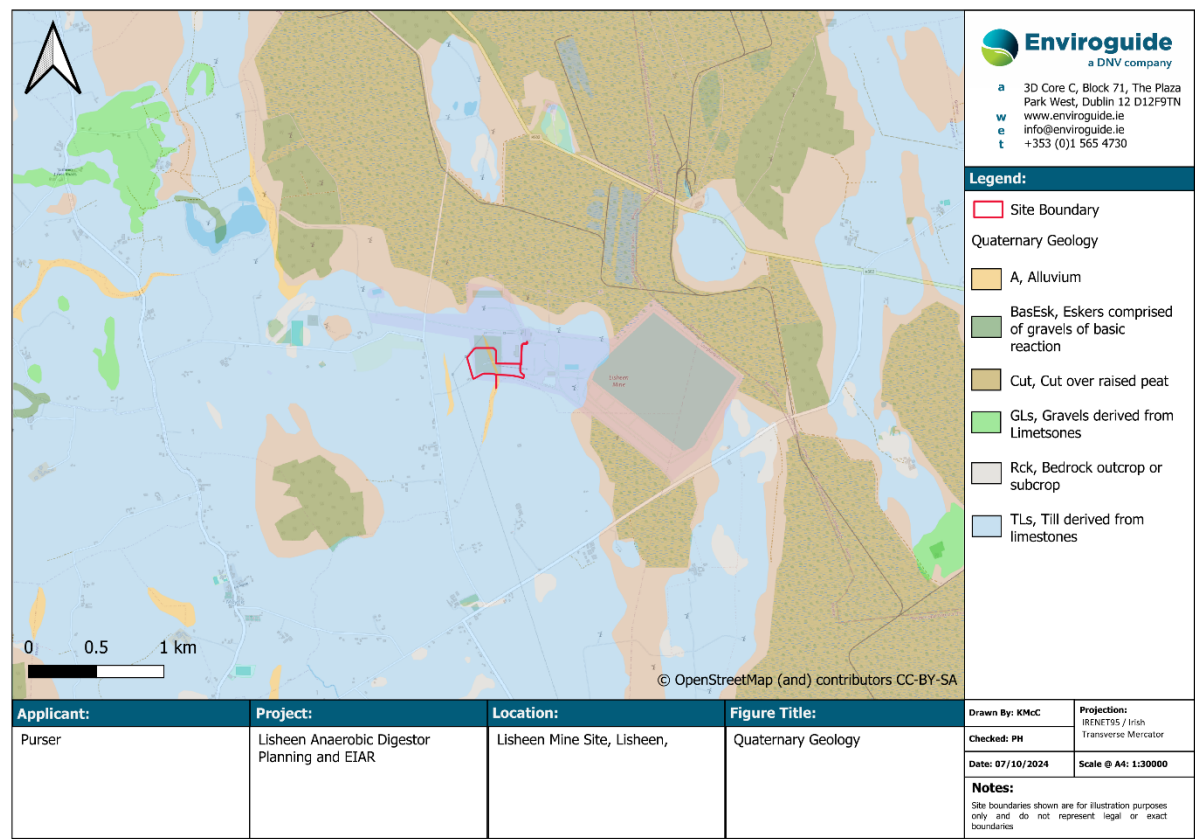 Enviroguide
a DNV company
a 3D Core C, Block 71, The Plaza
Park West, Dublin 12 D12F9TN
w www.enviroguide.ie
e info@enviroguide.ie
t +353 (0)1 565 4730
Legend:
Site Boundary
Quaternary Geology
A, Alluvium
BasEsk, Eskers comprised
of gravels of basic
reaction
Cut, Cut over raised peat
GLs, Gravels derived from
Limetsones
Rck, Bedrock outcrop or
subcrop
TLs, Till derived from
limestones
Lisheen
Mine
0 0.5 1 km
© OpenStreetMap (and) contributors CC-BY-SA
Applicant:
Purser
Project:
Lisheen Anaerobic Digestor
Planning and EIAR
Location:
Lisheen Mine Site, Lisheen,
Figure Title:
Quaternary Geology
Drawn By: KMcC
Checked: PH
Date: 07/10/2024
Projection:
IRENET95 / Irish
Transverse Mercator
Scale @ A4: 1:30000
Notes:
Site boundaries shown are for illustration purposes
only and do not represent legal or exact
boundaries